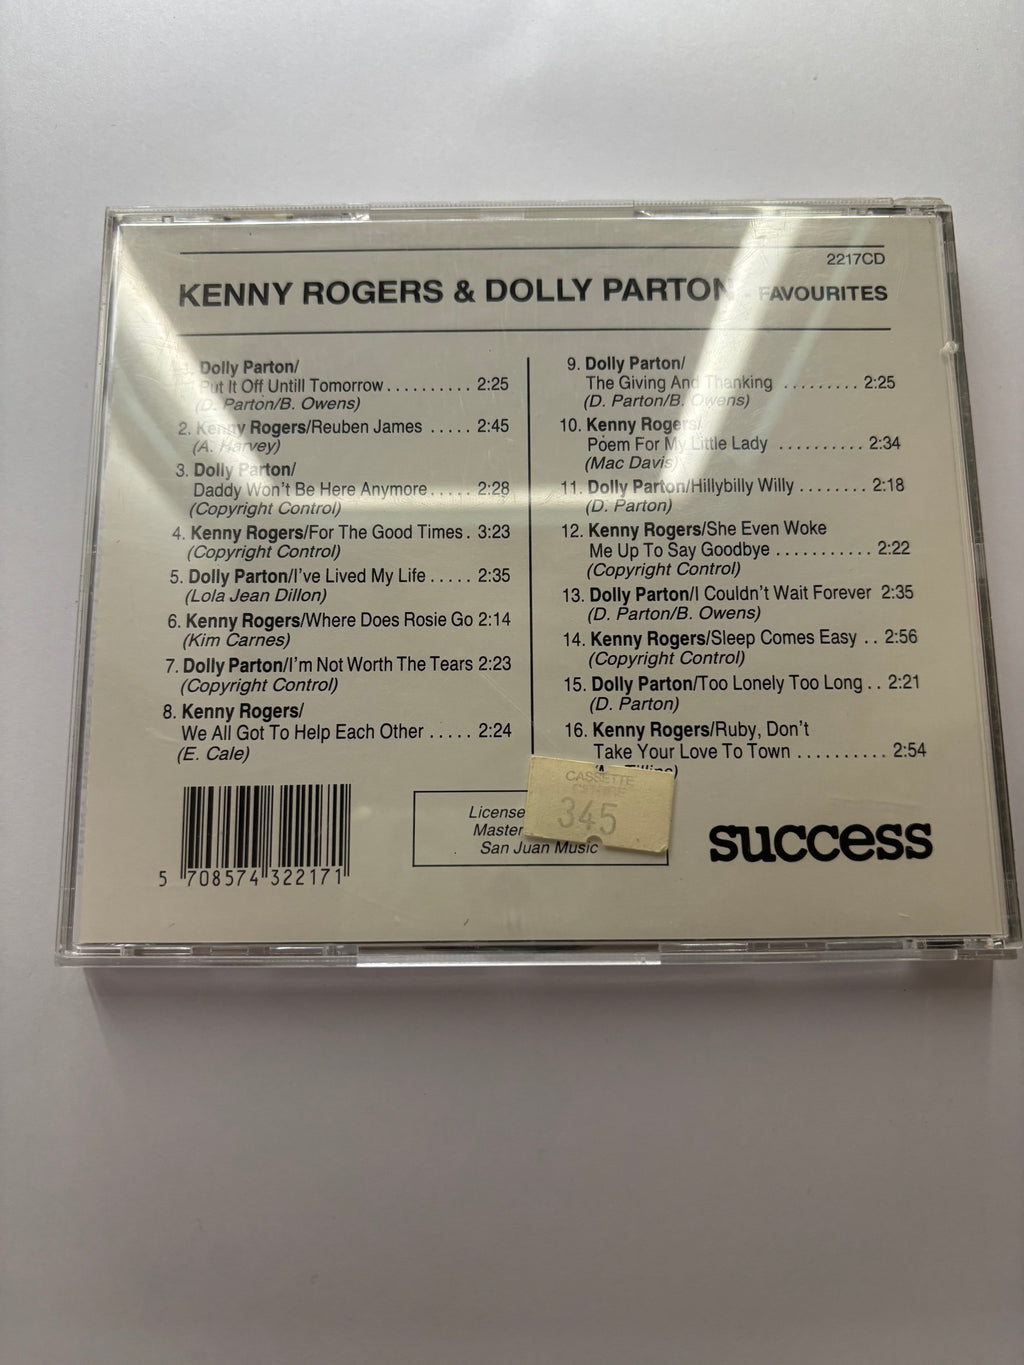 2217CD
KENNY ROGERS & DOLLY PARTON - FAVOURITES
1. Dolly Parton/
Put It Off Untill Tomorrow.......... 2:25
(D. Parton/B. Owens)
2. Kenny Rogers/Reuben James ..... 2:45
(A. Harvey)
3. Dolly Parton/
Daddy Won't Be Here Anymore..... 2:28
(Copyright Control)
4. Kenny Rogers/For The Good Times. 3:23
(Copyright Control)
5. Dolly Parton/I've Lived My Life..... 2:35
(Lola Jean Dillon)
6. Kenny Rogers/Where Does Rosie Go 2:14
(Kim Carnes)
7. Dolly Parton/I'm Not Worth The Tears 2:23
(Copyright Control)
8. Kenny Rogers/
We All Got To Help Each Other ..... 2:24
(E. Cale)
9. Dolly Parton/
The Giving And Thanking ......... 2:25
(D. Parton/B. Owens)
10. Kenny Rogers/
Poem For My Little Lady .......... 2:34
(Mac Davis)
11. Dolly Parton/Hillybilly Willy........ 2:18
(D. Parton)
12. Kenny Rogers/She Even Woke
Me Up To Say Goodbye........... 2:22
(Copyright Control)
13. Dolly Parton/I Couldn't Wait Forever 2:35
(D. Parton/B. Owens)
14. Kenny Rogers/Sleep Comes Easy .. 2:56
(Copyright Control)
15. Dolly Parton/Too Lonely Too Long.. 2:21
(D. Parton)
16. Kenny Rogers/Ruby, Don't
Take Your Love To Town .......... 2:54
License
Master
San Juan Music
CASSETTE
345
success
5 708574 322171